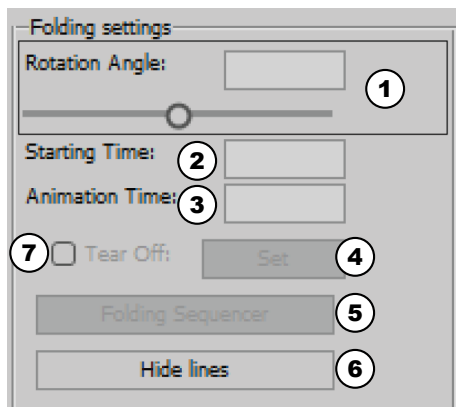 Folding settings
Rotation Angle:
1
Starting Time: 2
Animation Time: 3
7 Tear Off: Set 4
Folding Sequencer 5
Hide lines 6